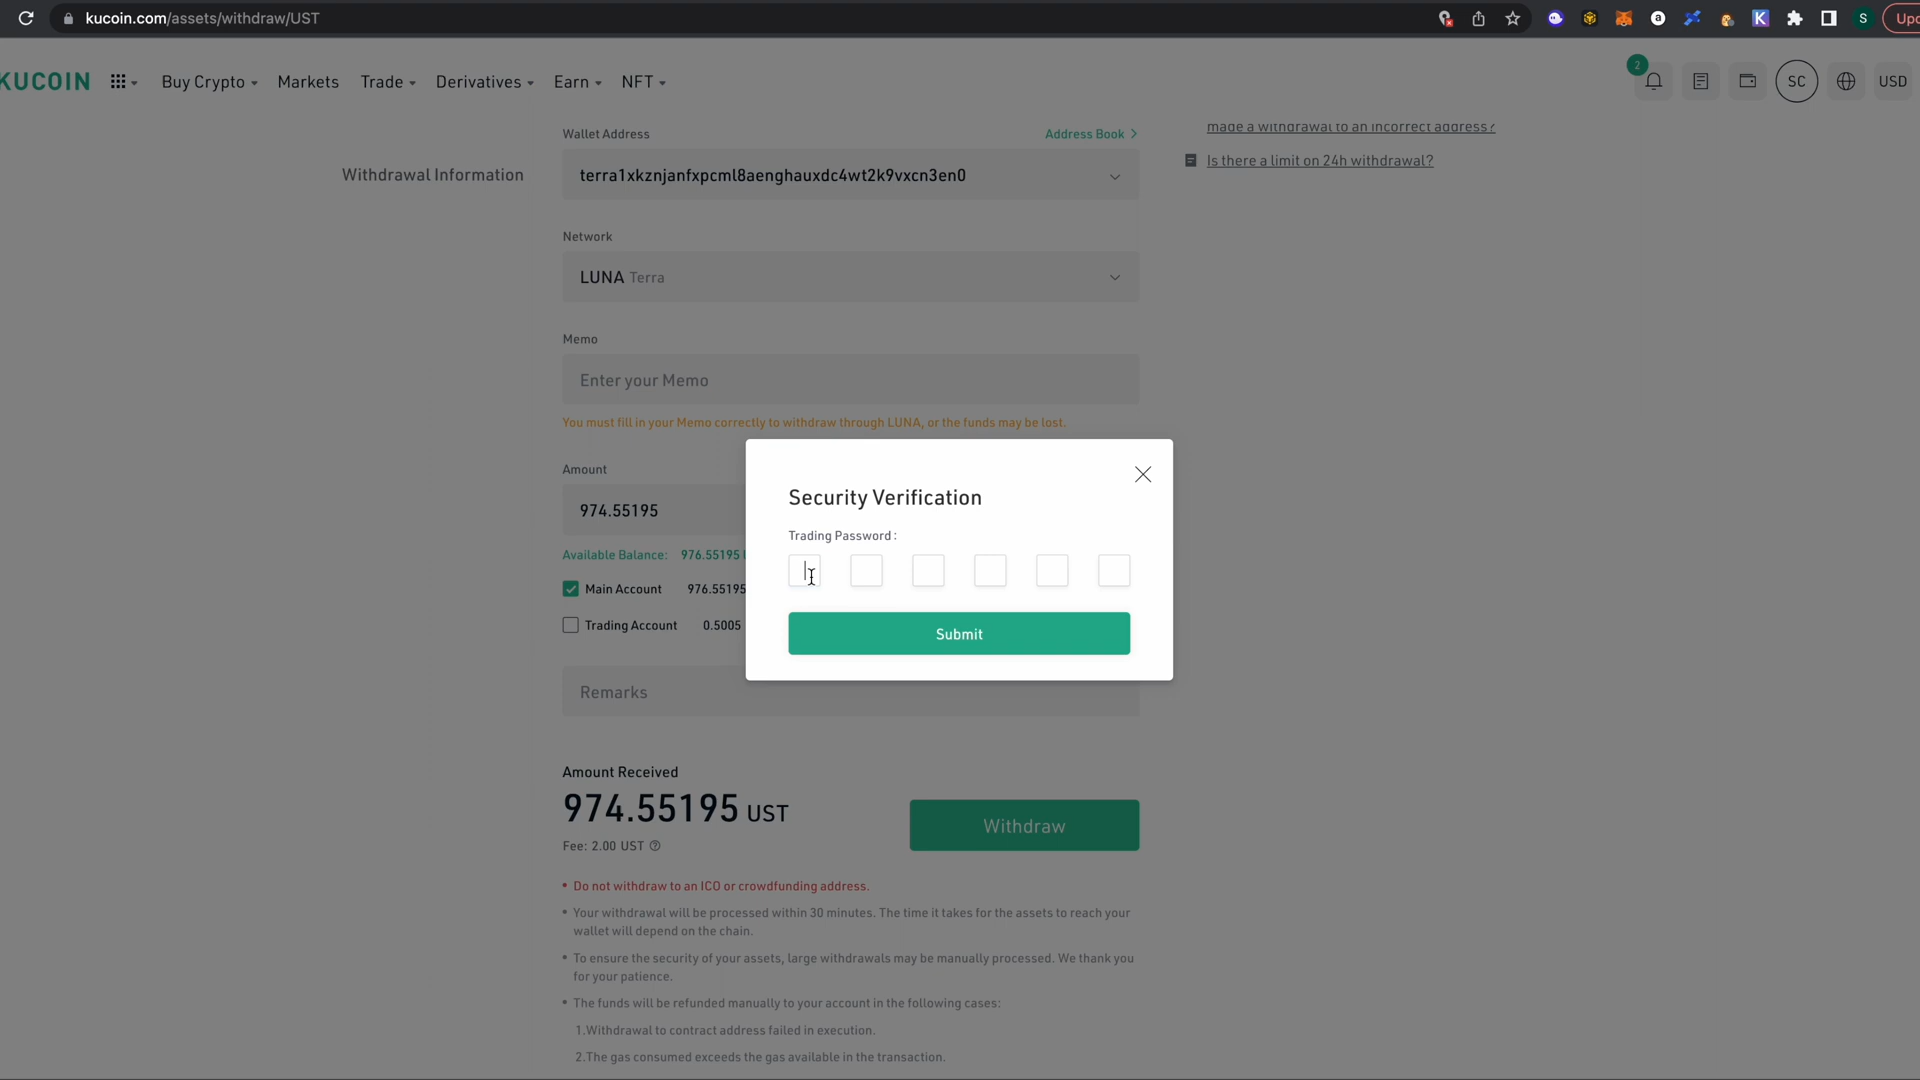 kucoin.com/assets/withdraw/UST
S
KUCOIN
Buy Crypto
Markets
Trade
Derivatives
Earn
NFT
2
SC
USD
Wallet Address
Address Book >
made a withdrawal to an incorrect address?
Withdrawal Information
terra1xkznjanfxpcml8aenghauxdc4wt2k9vxcn3en0
Is there a limit on 24h withdrawal?
Network
LUNA Terra
Memo
Enter your Memo
You must fill in your Memo correctly to withdraw through LUNA, or the funds may be lost.
Amount
974.55195
Available Balance: 976.55195
Main Account 976.55195
Trading Account 0.5005
Security Verification
Trading Password :
Submit
Remarks
Amount Received
974.55195 UST
Fee: 2.00 UST
Withdraw
• Do not withdraw to an ICO or crowdfunding address.
• Your withdrawal will be processed within 30 minutes. The time it takes for the assets to reach your
wallet will depend on the chain.
• To ensure the security of your assets, large withdrawals may be manually processed. We thank you
for your patience.
• The funds will be refunded manually to your account in the following cases:
1.Withdrawal to contract address failed in execution.
2.The gas consumed exceeds the gas available in the transaction.